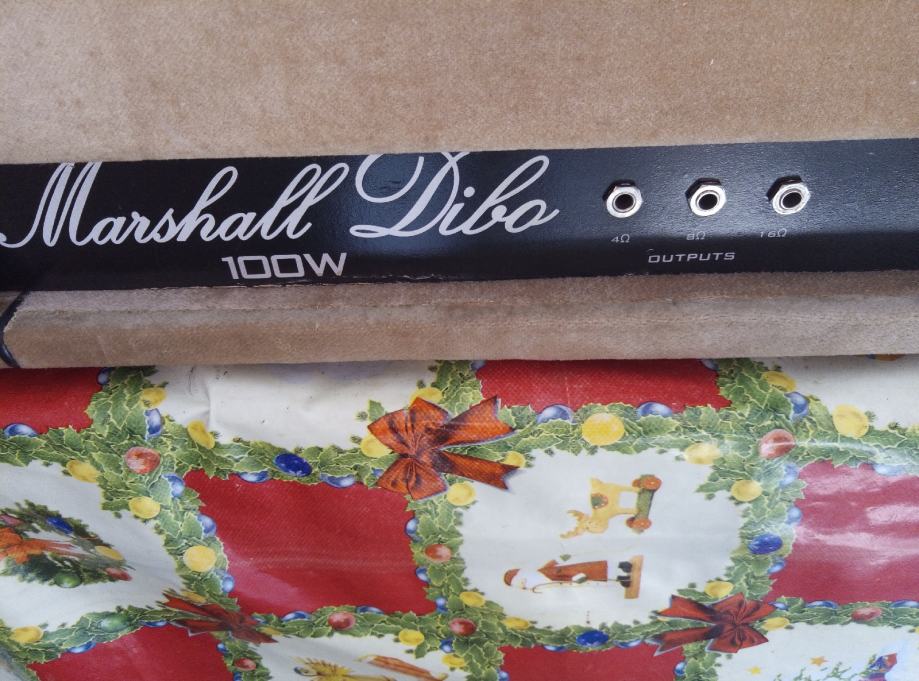 Marshall Dibo
100W
4Ω 8Ω 16Ω
OUTPUTS